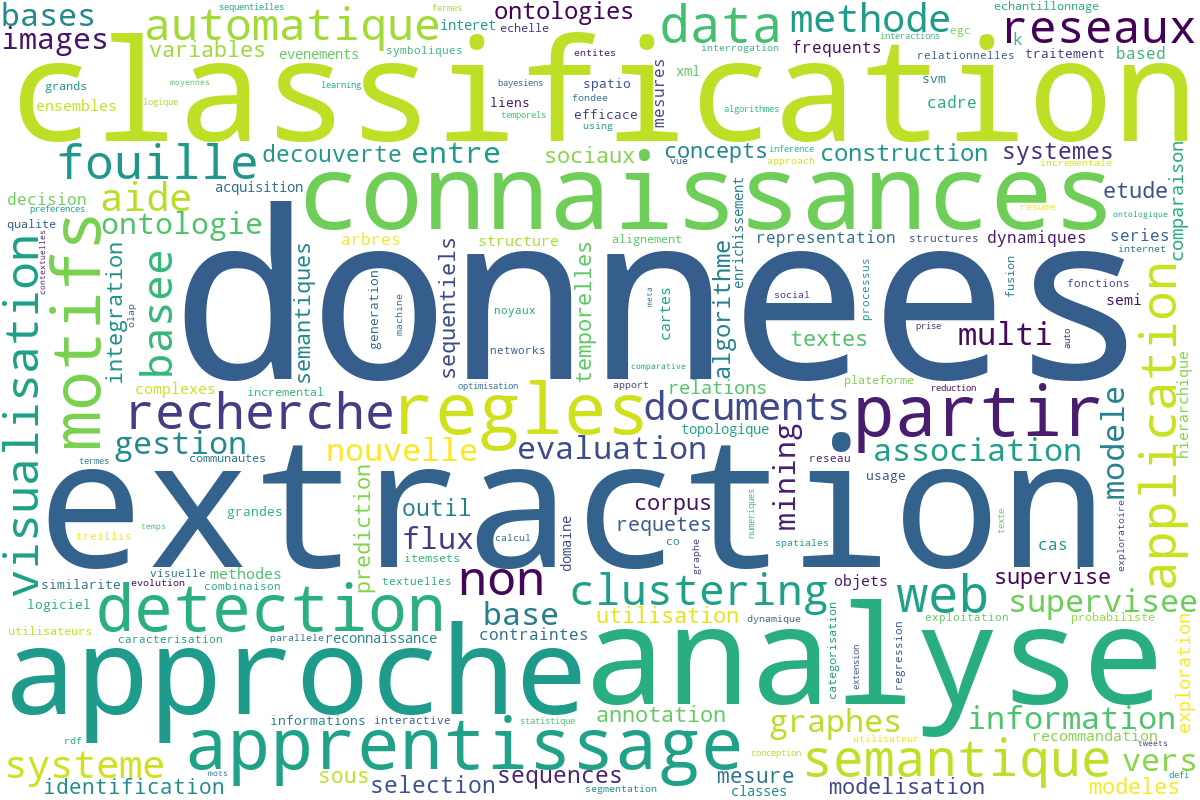 bases
automatique
sequentielles
fermes
interet
echelle
ontologies
data
methode
interactions
egc
echantillonnage
reseaux
k
images
variables
evenements
symboliques
entites
interrogation
frequents
relationnelles
traitement
based
classification
grands
moyennes
learning
bayesiens
spatio
mesures
xml
svm
ensembles
logique
liens
temporels
fondee
efficace
using
algorithmes
cadre
fouille
decouverte
entre
sociaux
concepts
vue
inference
approach
construction
systemes
incrementale
comparaison
decision
preferences
aide
acquisition
connaissances
enrichissement
resume
etude
ontologique
qualite
contextuelles
motifs
ontologie
arbres
structure
alignement
representation
structures
dynamiques
series
internet
visualisation
integration
olap
basee
semantiques
donnees
generation
machine
sequentiels
noyaux
networks
temporelles
meta
cartes
comparative
algorithme
social
textes
processus
prise
multi
fusion
fonctions
auto
semi
application
hierarchique
complexes
incremental
optimisation
apport
relations
plateforme
reduction
recherche
regles
documents
topologique
partir
modele
gestion
nouvelle
evaluation
mining
association
termes
communautes
reseau
usage
extraction
temps
treillis
grandes
prediction
outil
flux
calcul
itemsets
domaine
corpus
requetes
co
graphe
numeriques
spatiales
texte
cas
exploratoire
similarite
visuelle
evolution
methodes
combinaison
textuelles
non
clustering
objets
web
supervise
logiciel
detection
base
utilisation
dynamique
categorisation
exploitation
supervisee
probabiliste
utilisateurs
caracterisation
parallele
reconnaissance
contraintes
approche
analyse
extension
regression
exploration
informations
interactive
statistique
annotation
graphes
information
recommandation
rdf
apprentissage
conception
utilisateur
semantique
tweets
vers
systeme
mots
sous
selection
sequences
segmentation
mesure
classes
modelisation
modeles
defi
identification